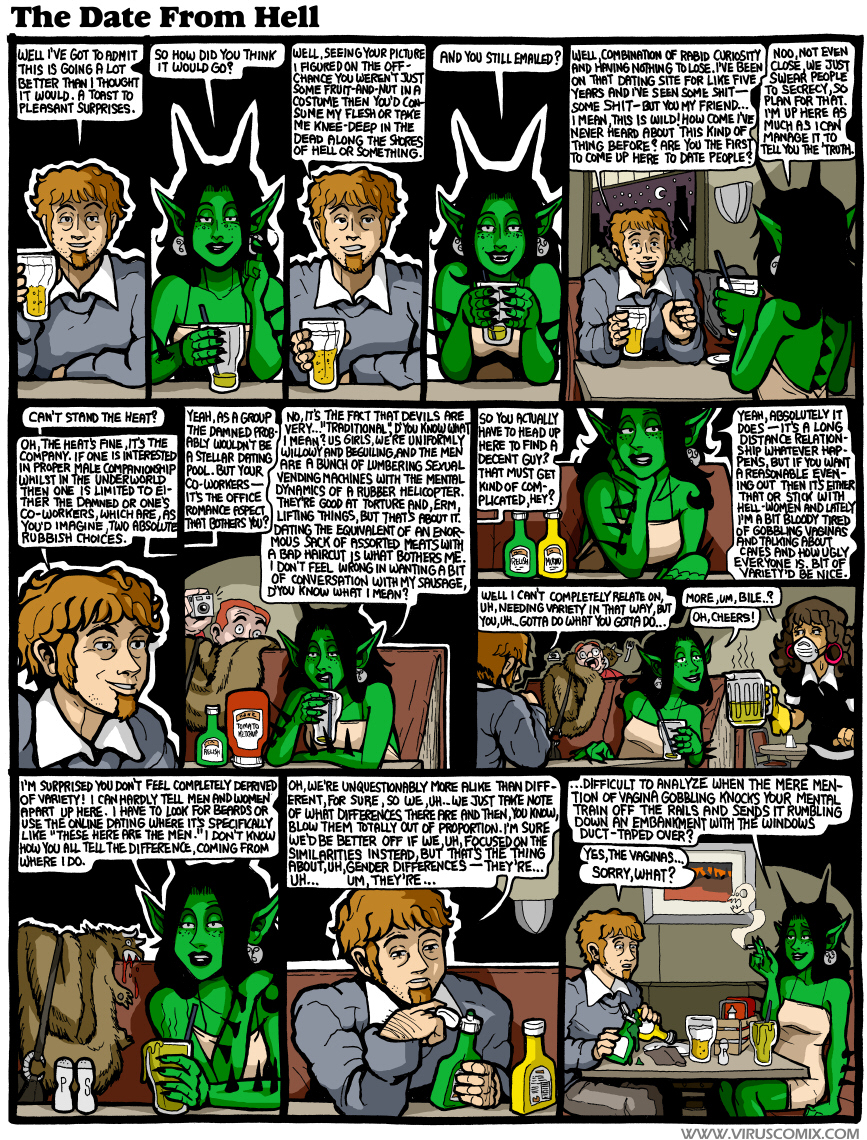 The Date From Hell
WELL I'VE GOT TO ADMIT
THIS IS GOING A LOT
BETTER THAN I THOUGHT
IT WOULD. A TOAST TO
PLEASANT SURPRISES.
SO HOW DID YOU THINK
IT WOULD GO?
WELL, SEEING YOUR PICTURE
I FIGURED ON THE OFF-
CHANCE YOU WEREN'T JUST
SOME FRUIT-AND-NUT IN A
COSTUME THEN YOU'D CON-
SUME MY FLESH OR TAKE
ME KNEE-DEEP IN THE
DEAD ALONG THE SHORES
OF HELL OR SOMETHING.
AND YOU STILL EMAILED?
WELL, COMBINATION OF RABID CURIOSITY
AND HAVING NOTHING TO LOSE. I'VE BEEN
ON THAT DATING SITE FOR LIKE FIVE
YEARS AND I'VE SEEN SOME SHIT—
SOME SHIT—BUT YOU MY FRIEND...
I MEAN, THIS IS WILD! HOW COME I'VE
NEVER HEARD ABOUT THIS KIND OF
THING BEFORE? ARE YOU THE FIRST
TO COME UP HERE TO DATE PEOPLE?
NOO, NOT EVEN
CLOSE, WE JUST
SWEAR PEOPLE
TO SECRECY, SO
PLAN FOR THAT.
I'M UP HERE AS
MUCH AS I CAN
MANAGE IT TO
TELL YOU THE TRUTH.
CAN'T STAND THE HEAT?
OH, THE HEAT'S FINE, IT'S THE
COMPANY. IF ONE IS INTERESTED
IN PROPER MALE COMPANIONSHIP
WHILST IN THE UNDERWORLD
THEN ONE IS LIMITED TO EI-
THER THE DAMNED OR ONE'S
CO-WORKERS, WHICH ARE, AS
YOU'D IMAGINE, TWO ABSOLUTE
RUBBISH CHOICES.
YEAH, AS A GROUP
THE DAMNED PROB-
ABLY WOULDN'T BE
A STELLAR DATING
POOL. BUT YOUR
CO-WORKERS—
IT'S THE OFFICE
ROMANCE ASPECT
THAT BOTHERS YOU?
NO, IT'S THE FACT THAT DEVILS ARE
VERY..."TRADITIONAL", D'YOU KNOW WHAT
I MEAN? US GIRLS, WE'RE UNIFORMLY
WILLOWY AND BEGUILING, AND THE MEN
ARE A BUNCH OF LUMBERING SEXUAL
VENDING MACHINES WITH THE MENTAL
DYNAMICS OF A RUBBER HELICOPTER.
THEY'RE GOOD AT TORTURE AND, ERM,
LIFTING THINGS, BUT THAT'S ABOUT IT.
DATING THE EQUIVALENT OF AN ENOR-
MOUS SACK OF ASSORTED MEATS WITH
A BAD HAIRCUT IS WHAT BOTHERS ME.
I DON'T FEEL WRONG IN WANTING A BIT
OF CONVERSATION WITH MY SAUSAGE,
D'YOU KNOW WHAT I MEAN?
RELISH
TOMATO
KETCHUP
SO YOU ACTUALLY
HAVE TO HEAD UP
HERE TO FIND A
DECENT GUY?
THAT MUST GET
KIND OF COM-
PLICATED, HEY?
YEAH, ABSOLUTELY IT
DOES — IT'S A LONG
DISTANCE RELATION-
SHIP WHATEVER HAP-
PENS, BUT IF YOU WANT
A REASONABLE EVEN-
ING OUT THEN IT'S EITHER
THAT OR STICK WITH
HELL-WOMEN AND LATELY
I'M A BIT BLOODY TIRED
OF GOBBLING VAGINAS
AND TALKING ABOUT
CAVES AND HOW UGLY
EVERYONE IS. BIT OF
VARIETY'D BE NICE.
RELISH
WELL I CAN'T COMPLETELY RELATE ON,
UH, NEEDING VARIETY IN THAT WAY, BUT
YOU, UH.. GOTTA DO WHAT YOU GOTTA DO...
MORE, UM, BILE..?
OH, CHEERS!
I'M SURPRISED YOU DON'T FEEL COMPLETELY DEPRIVED
OF VARIETY! I CAN HARDLY TELL MEN AND WOMEN
APART UP HERE. I HAVE TO LOOK FOR BEARDS OR
USE THE ONLINE DATING WHERE IT'S SPECIFICALLY
LIKE "THESE HERE ARE THE MEN." I DON'T KNOW
HOW YOU ALL TELL THE DIFFERENCE, COMING FROM
WHERE I DO.
P S
OH, WE'RE UNQUESTIONABLY MORE ALIKE THAN DIFF-
ERENT, FOR SURE, SO WE, UH...WE JUST TAKE NOTE
OF WHAT DIFFERENCES THERE ARE AND THEN, YOU KNOW,
BLOW THEM TOTALLY OUT OF PROPORTION. I'M SURE
WE'D BE BETTER OFF IF WE, UH, FOCUSED ON THE
SIMILARITIES INSTEAD, BUT THAT'S THE THING
ABOUT, UH, GENDER DIFFERENCES — THEY'RE...
UH... UM, THEY'RE...
...DIFFICULT TO ANALYZE WHEN THE MERE MEN-
TION OF VAGINA GOBBLING KNOCKS YOUR MENTAL
TRAIN OFF THE RAILS AND SENDS IT RUMBLING
DOWN AN EMBANKMENT WITH THE WINDOWS
DUCT-TAPED OVER?
YES, THE VAGINAS...
SORRY, WHAT?
WWW.VIRUSCOMIX.COM